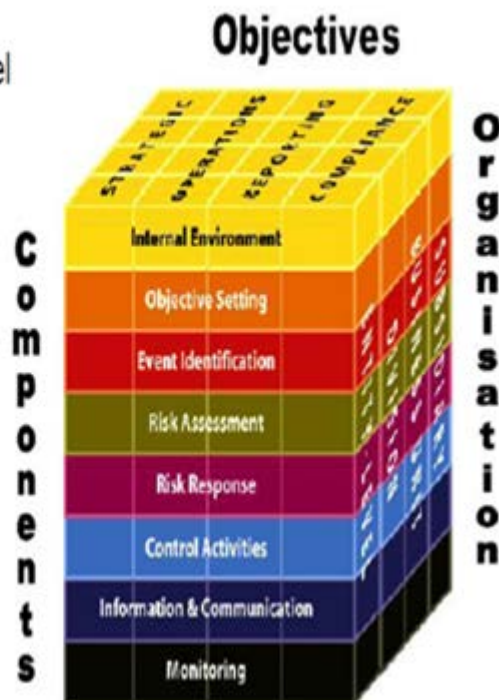 Objectives
el
STRATEGIC
OPERATIONS
REPORTING
COMPLIANCE
Components
Organisation
Internal Environment
Objective Setting
Event Identification
Risk Assessment
Risk Response
Control Activities
Information & Communication
Monitoring